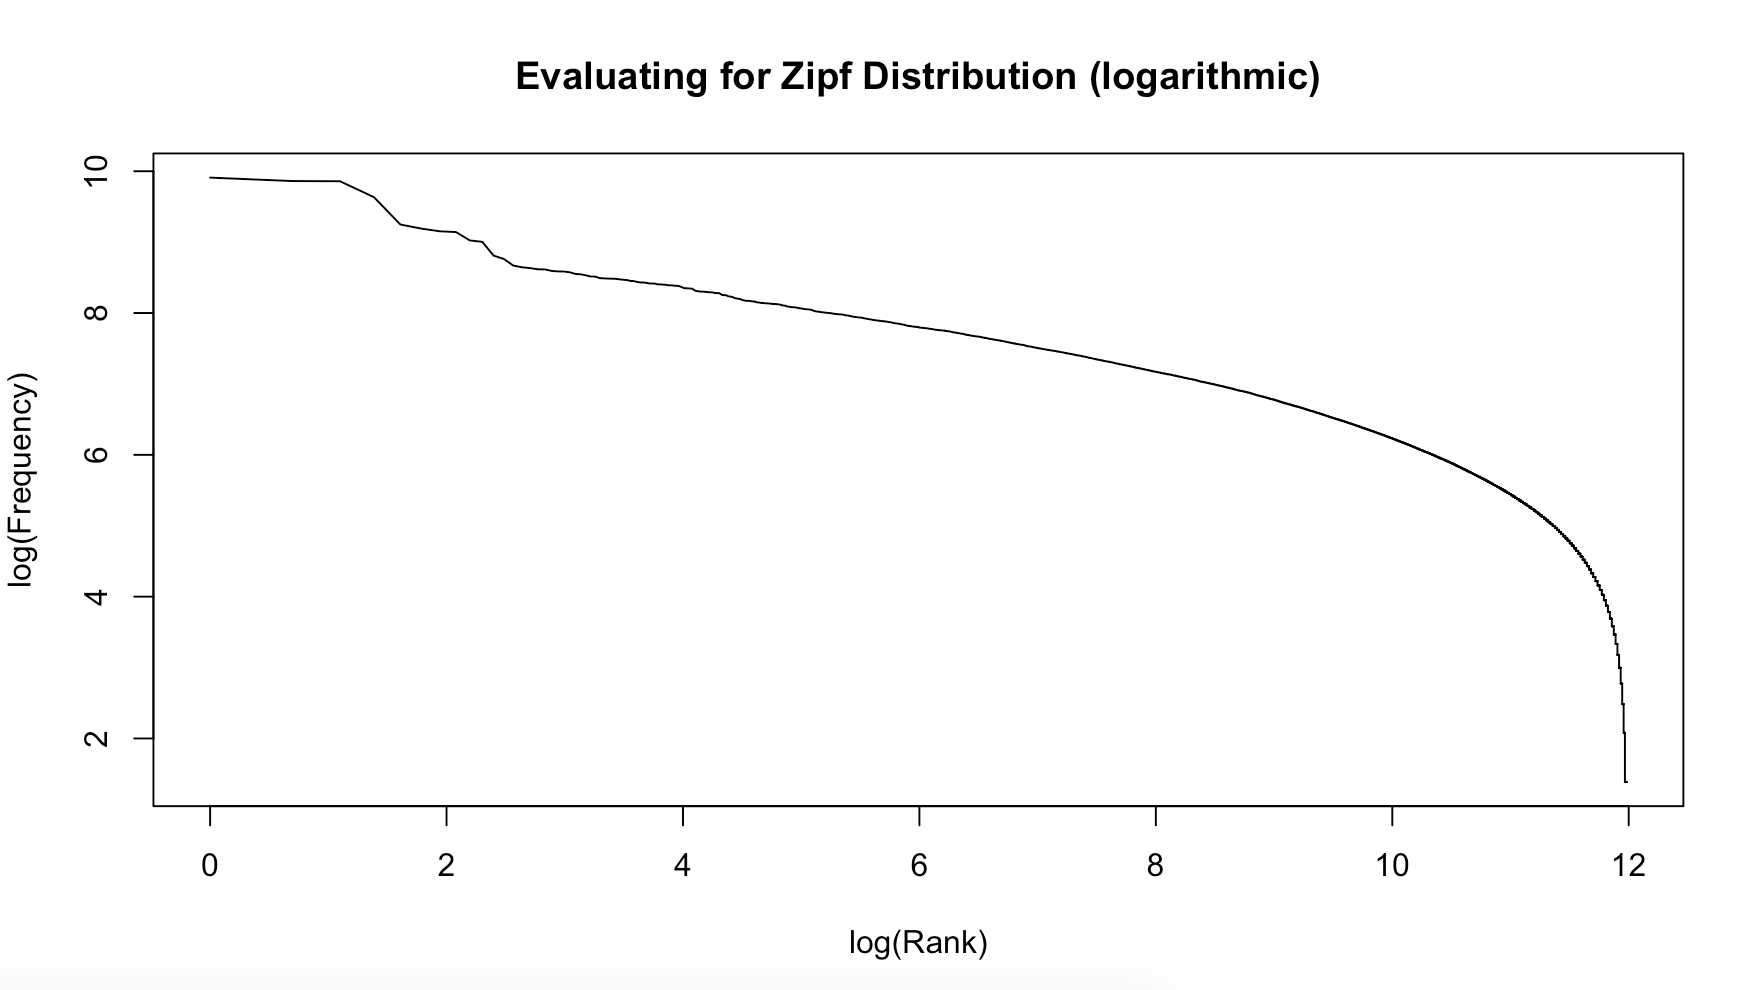 Evaluating for Zipf Distribution (logarithmic)
log(Frequency)
10
8
6
4
2
0 2 4 6 8 10 12
log(Rank)